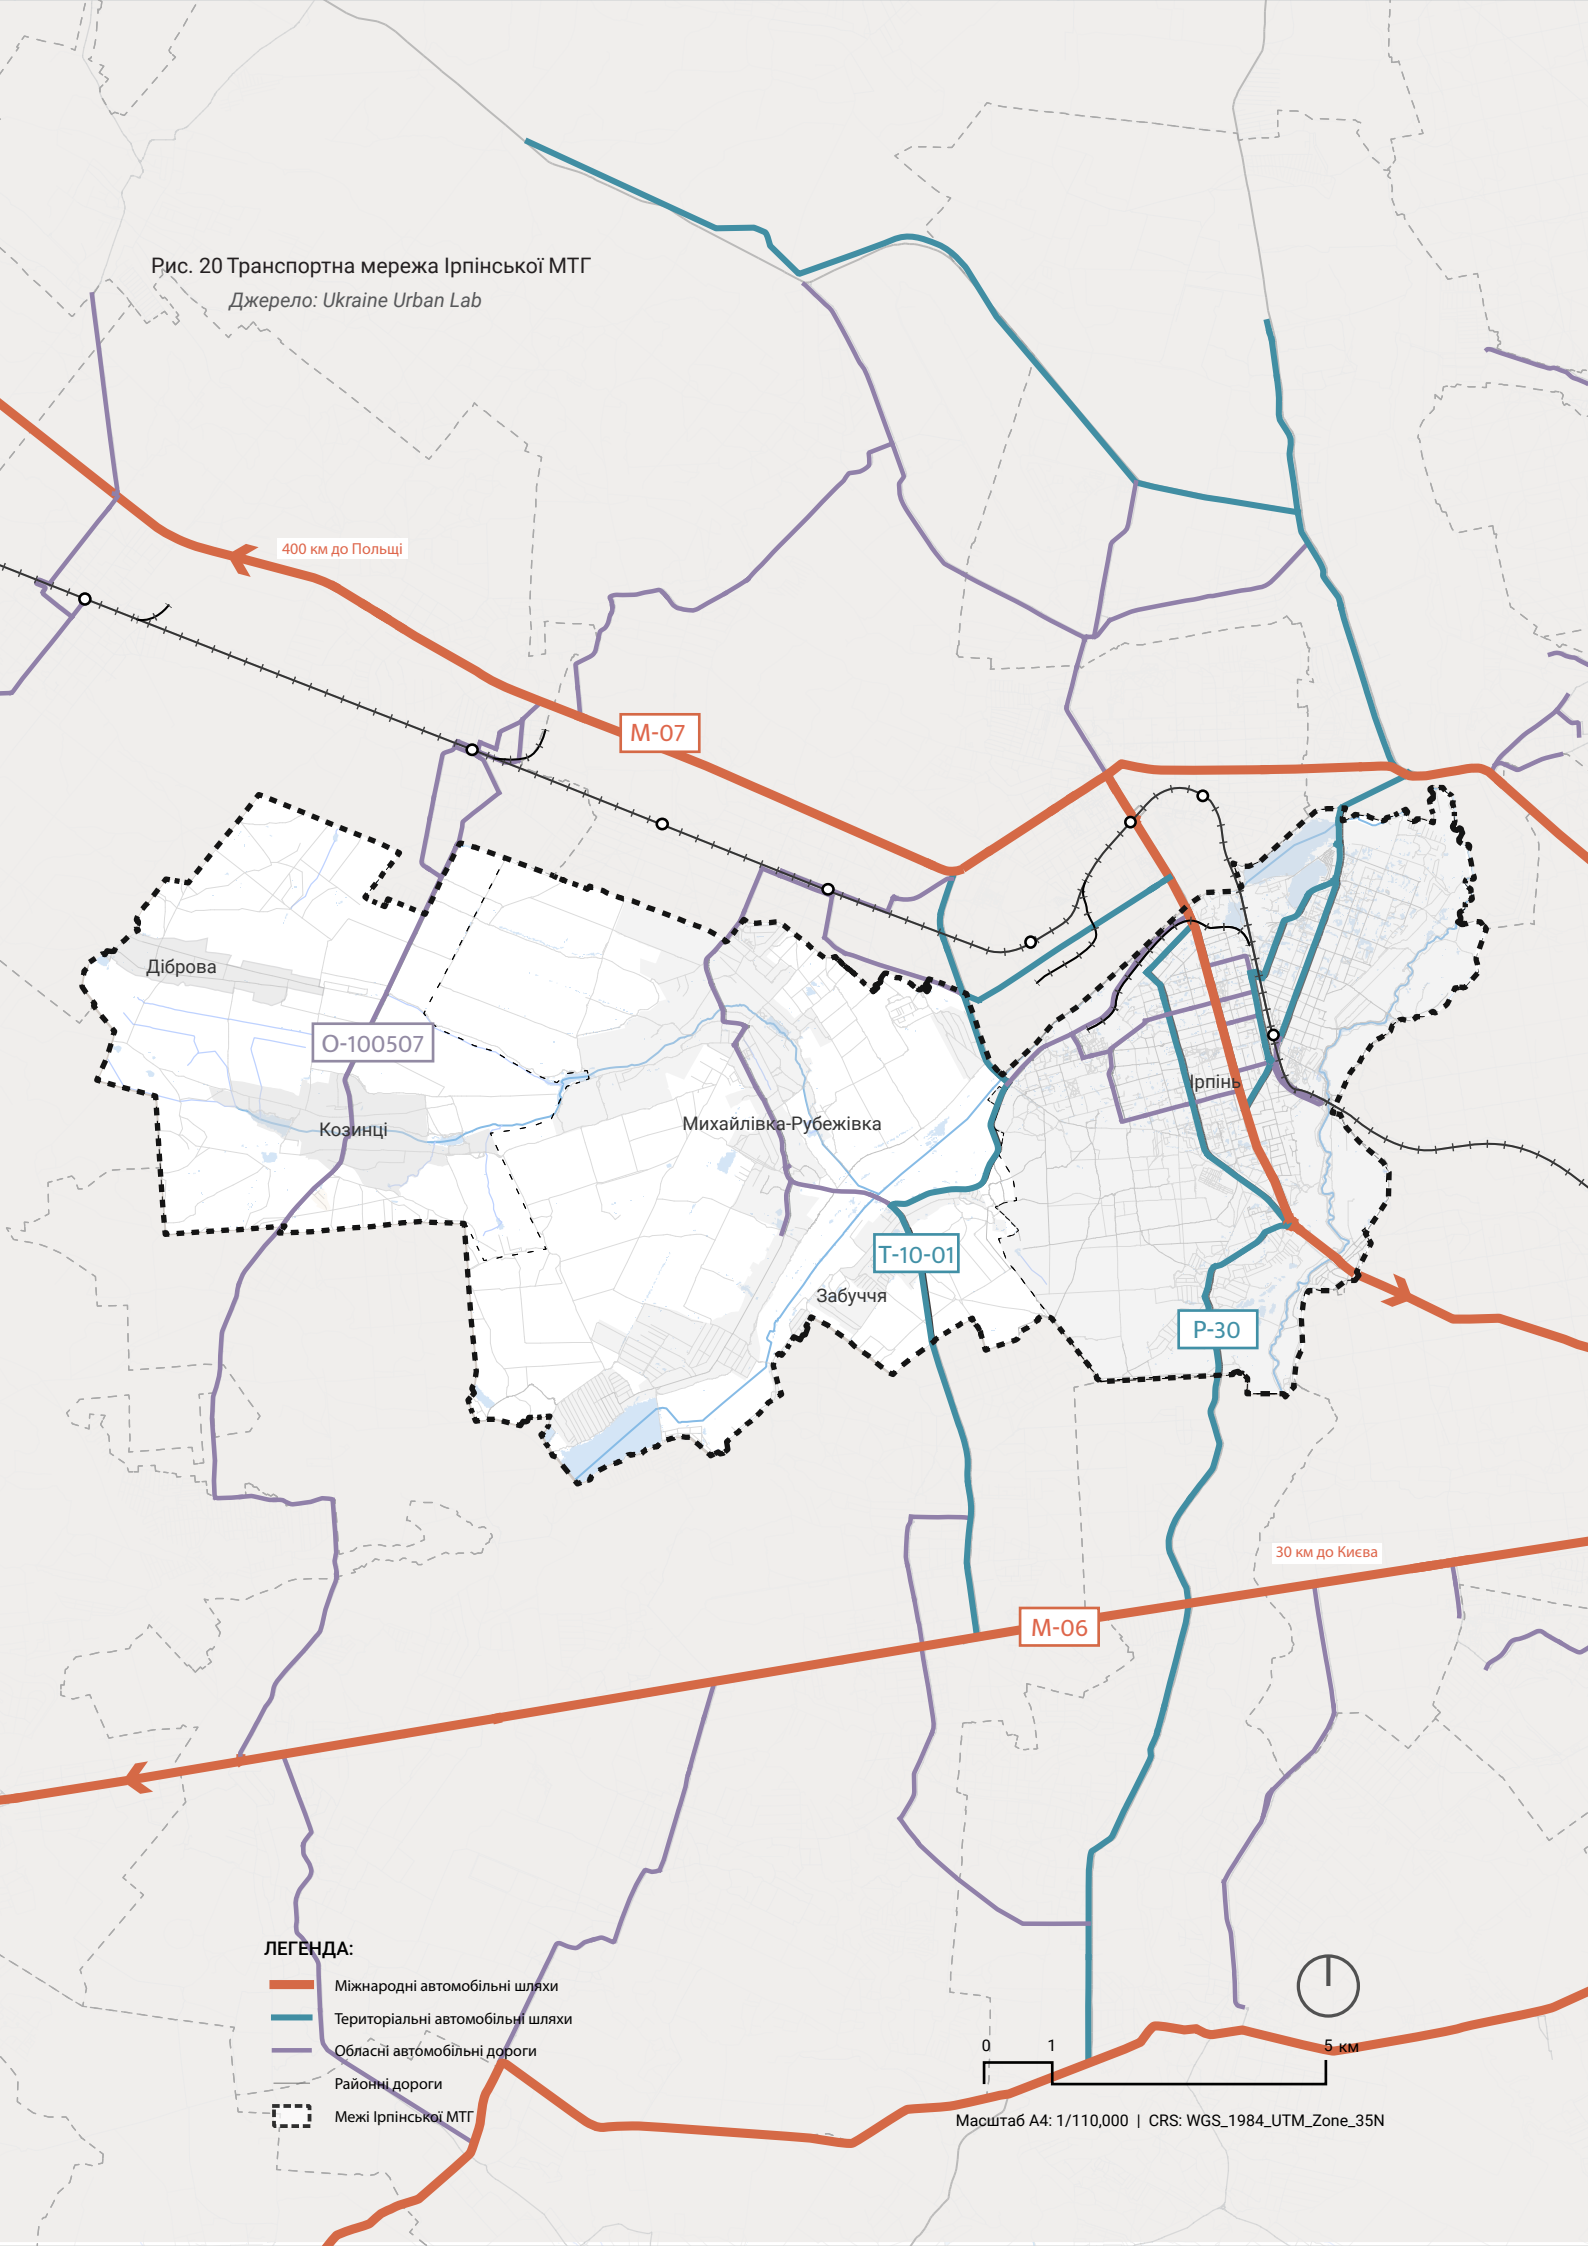 Рис. 20 Транспортна мережа Ірпінської МТГ
Джерело: Ukraine Urban Lab
400 км до Польщі
М-07
Діброва
О-100507
Козинці
Михайлівка-Рубежівка
Ірпінь
Т-10-01
Забуччя
Р-30
30 км до Києва
М-06
ЛЕГЕНДА:
Міжнародні автомобільні шляхи
Територіальні автомобільні шляхи
Обласні автомобільні дороги
Районні дороги
Межі Ірпінської МТГ
0 1 5 км
Масштаб А4: 1/110,000 | CRS: WGS_1984_UTM_Zone_35N